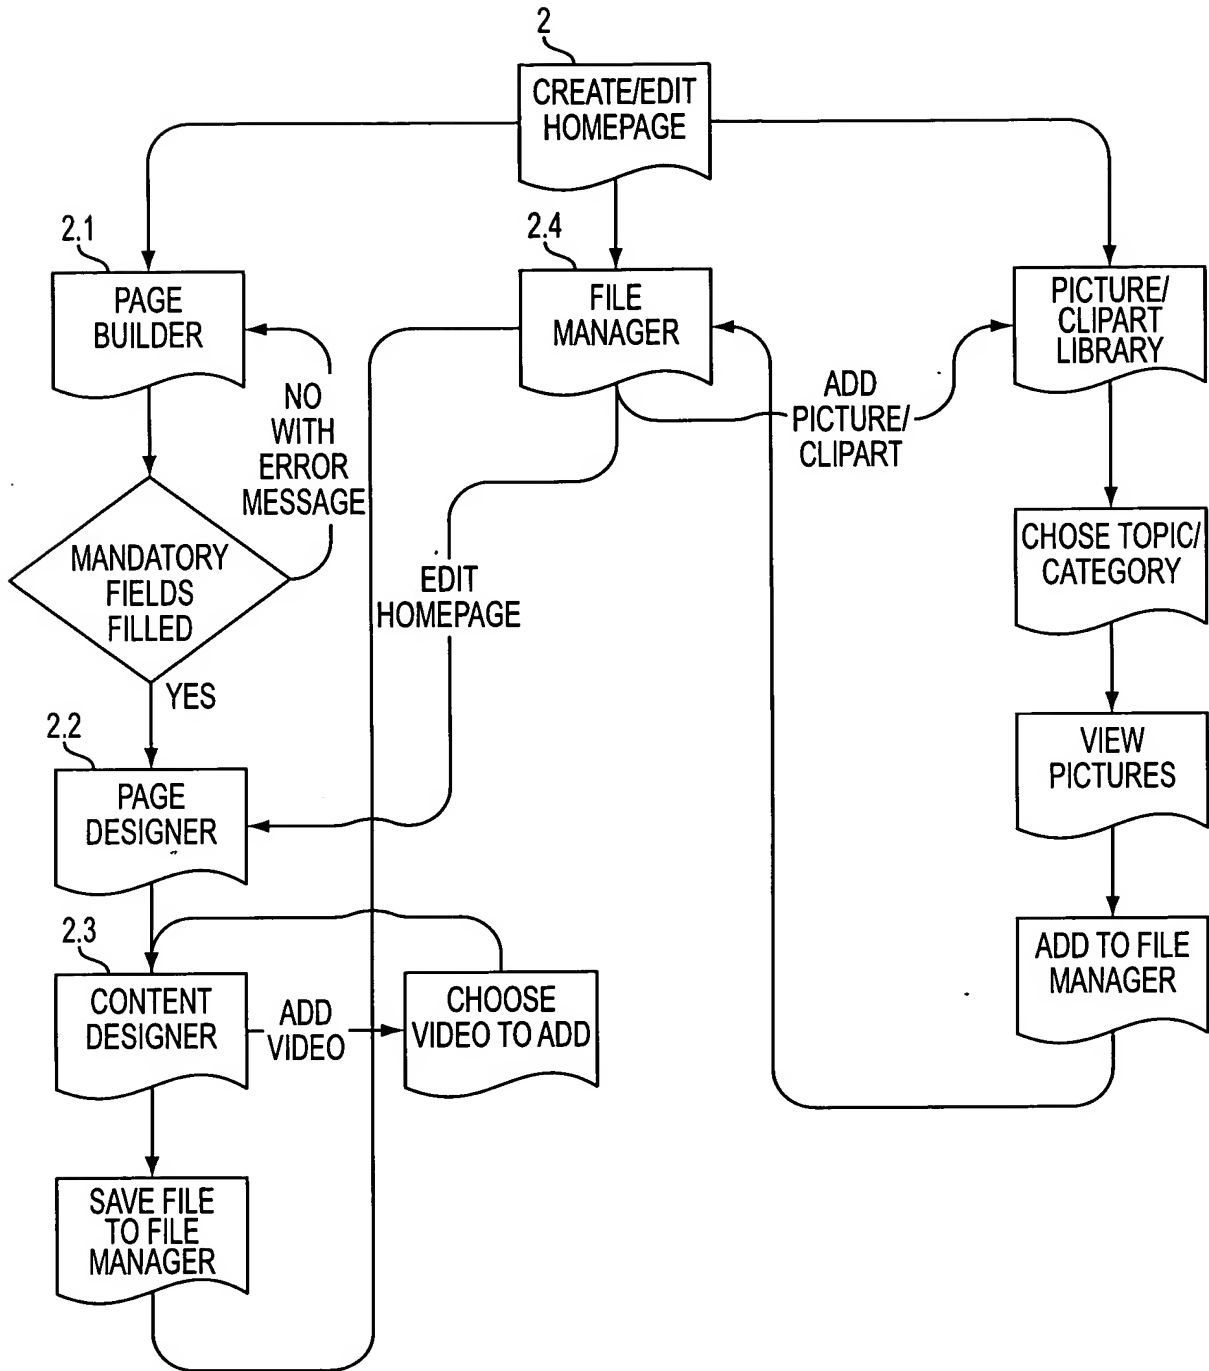 2
CREATE/EDIT
HOMEPAGE
2.1
PAGE
BUILDER
2.4
FILE
MANAGER
PICTURE/
CLIPART
LIBRARY
NO
WITH
ERROR
MESSAGE
ADD
PICTURE/
CLIPART
MANDATORY
FIELDS
FILLED
EDIT
HOMEPAGE
CHOSE TOPIC/
CATEGORY
YES
2.2
PAGE
DESIGNER
VIEW
PICTURES
2.3
CONTENT
DESIGNER
ADD
VIDEO
CHOOSE
VIDEO TO ADD
ADD TO FILE
MANAGER
SAVE FILE
TO FILE
MANAGER